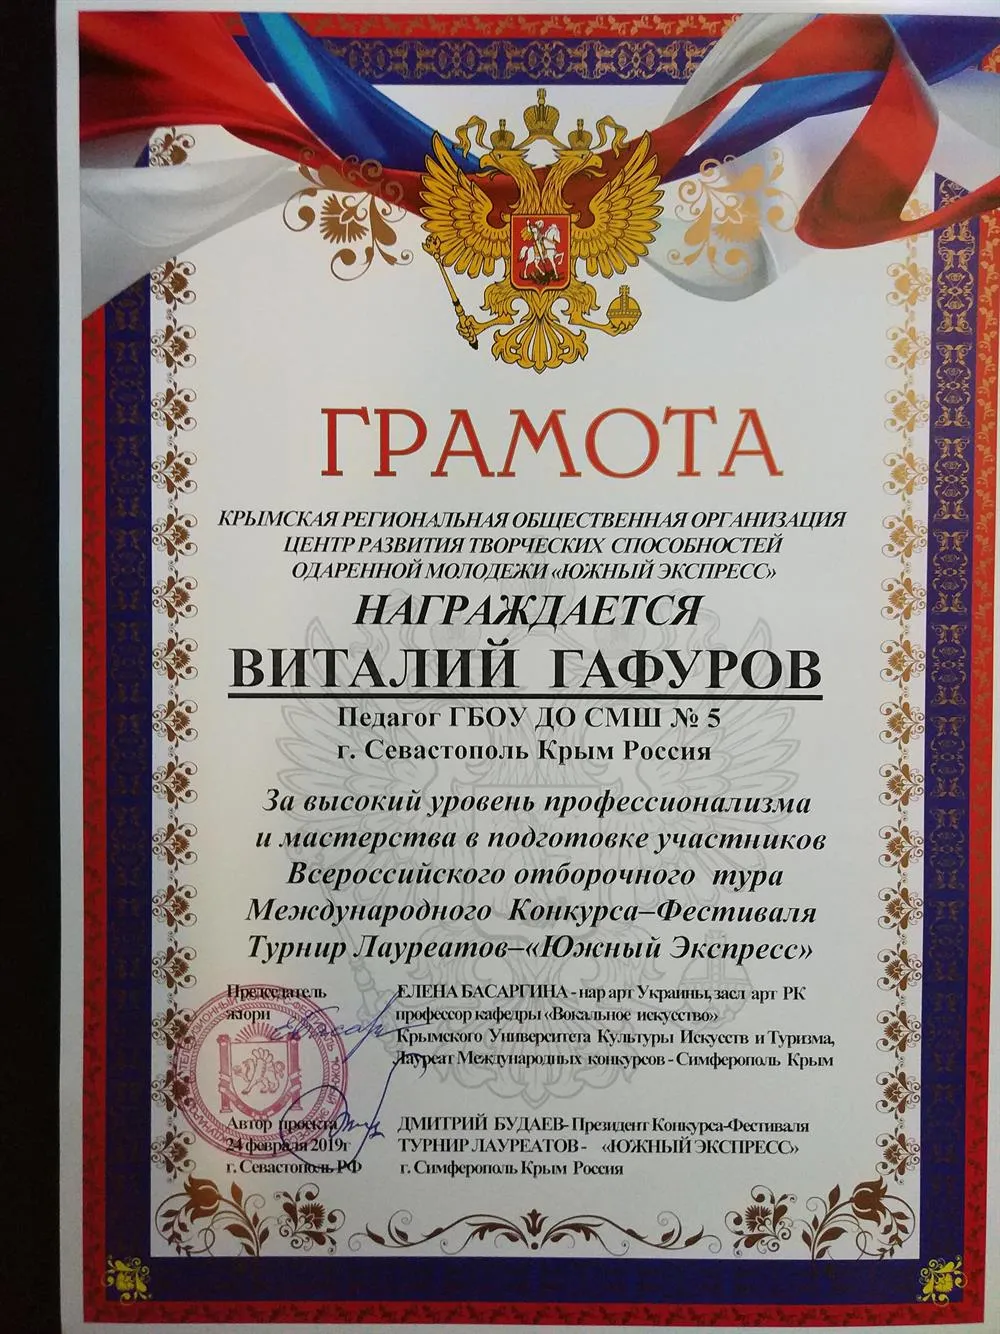 ГРАМОТА
КРЫМСКАЯ РЕГИОНАЛЬНАЯ ОБЩЕСТВЕННАЯ ОРГАНИЗАЦИЯ
ЦЕНТР РАЗВИТИЯ ТВОРЧЕСКИХ СПОСОБНОСТЕЙ
ОДАРЕННОЙ МОЛОДЕЖИ «ЮЖНЫЙ ЭКСПРЕСС»
НАГРАЖДАЕТСЯ
ВИТАЛИЙ ГАФУРОВ
Педагог ГБОУ ДО СМШ № 5
г. Севастополь Крым Россия
За высокий уровень профессионализма
и мастерства в подготовке участников
Всероссийского отборочного тура
Международного Конкурса–Фестиваля
Турнир Лауреатов–«Южный Экспресс»
Председатель ЕЛЕНА БАСАРГИНА - нар арт Украины, засл арт РК
жюри профессор кафедры «Вокальное искусство»
Крымского Университета Культуры Искусств и Туризма,
Лауреат Международных конкурсов - Симферополь Крым
Автор проекта ДМИТРИЙ БУДАЕВ- Президент Конкурса-Фестиваля
24 февраля 2019г ТУРНИР ЛАУРЕАТОВ - «ЮЖНЫЙ ЭКСПРЕСС»
г. Севастополь РФ г. Симферополь Крым Россия